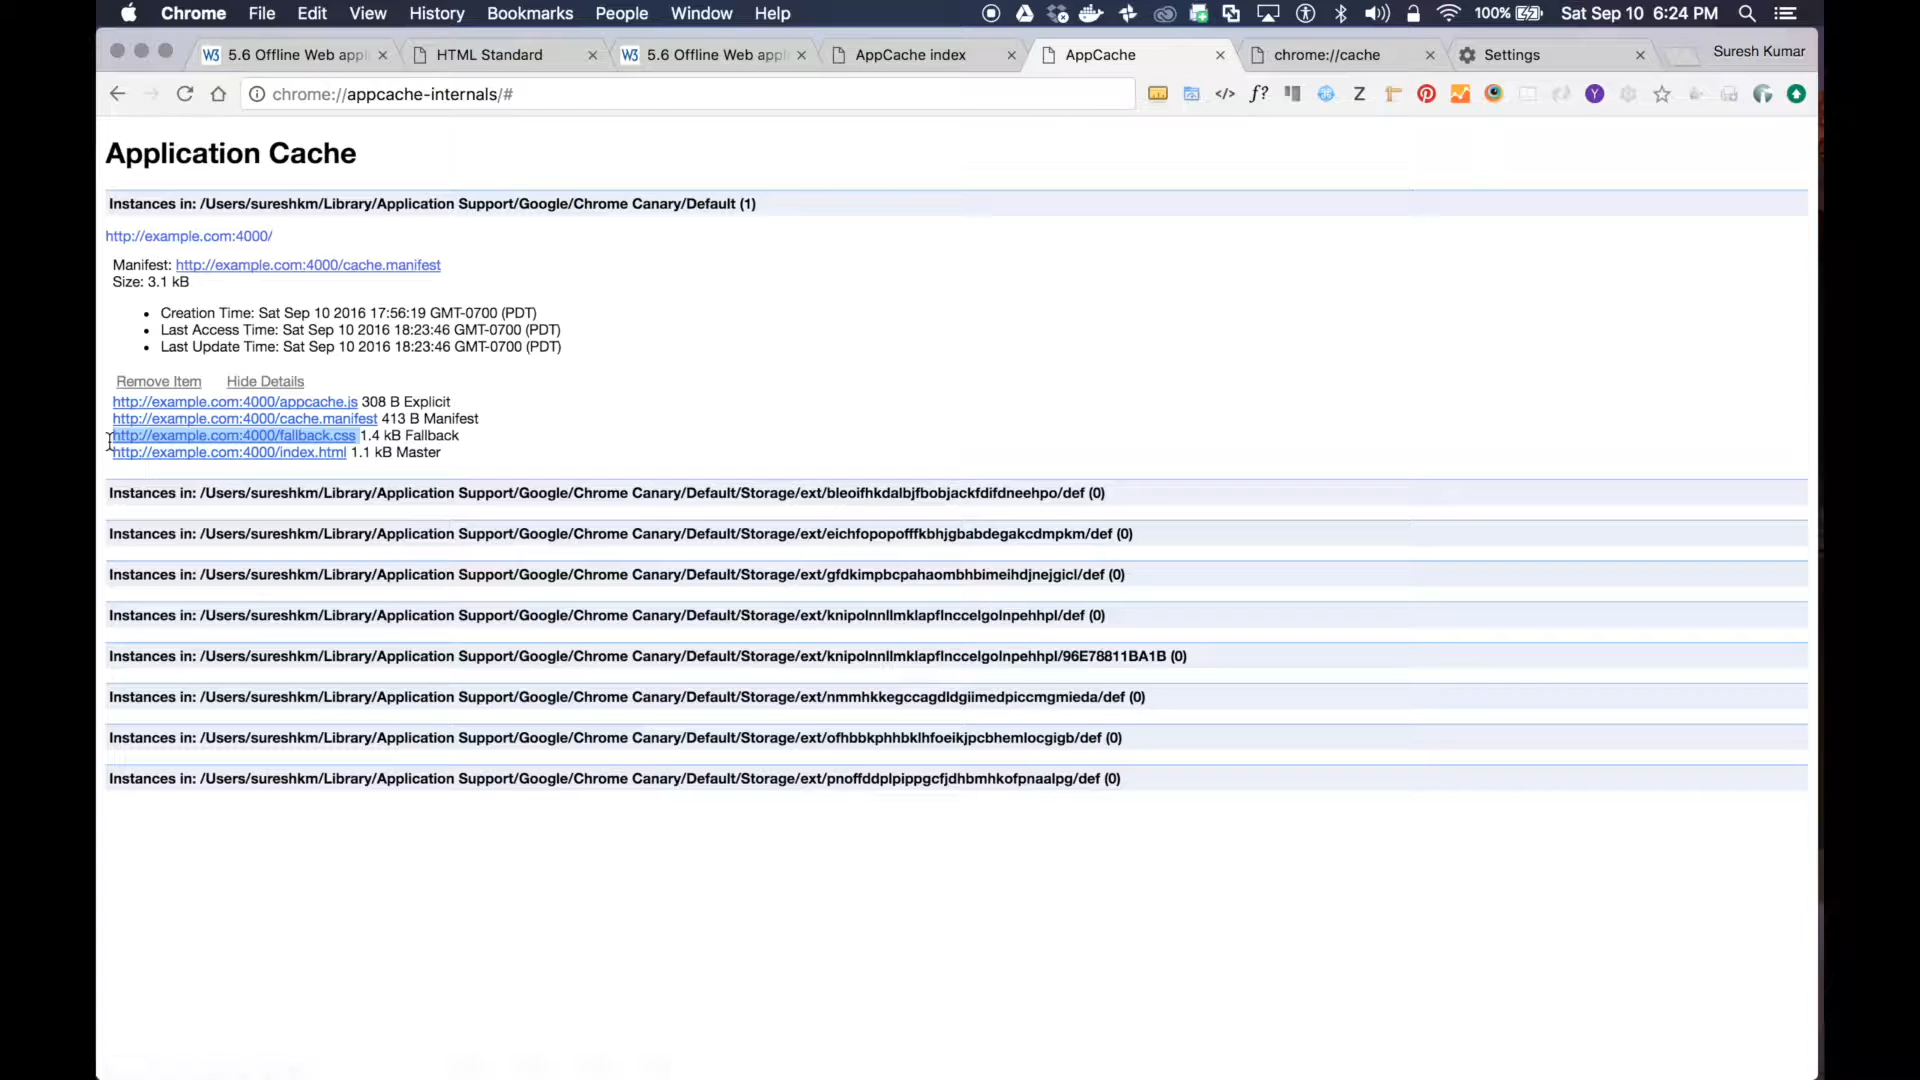 Chrome File Edit View History Bookmarks People Window Help 100% Sat Sep 10 6:24 PM
5.6 Offline Web appl HTML Standard 5.6 Offline Web appl AppCache index AppCache chrome://cache Settings Suresh Kumar
chrome://appcache-internals/#
Application Cache
Instances in: /Users/sureshkm/Library/Application Support/Google/Chrome Canary/Default (1)
http://example.com:4000/
Manifest: http://example.com:4000/cache.manifest
Size: 3.1 kB
• Creation Time: Sat Sep 10 2016 17:56:19 GMT-0700 (PDT)
• Last Access Time: Sat Sep 10 2016 18:23:46 GMT-0700 (PDT)
• Last Update Time: Sat Sep 10 2016 18:23:46 GMT-0700 (PDT)
Remove Item Hide Details
http://example.com:4000/appcache.js 308 B Explicit
http://example.com:4000/cache.manifest 413 B Manifest
http://example.com:4000/fallback.css 1.4 kB Fallback
http://example.com:4000/index.html 1.1 kB Master
Instances in: /Users/sureshkm/Library/Application Support/Google/Chrome Canary/Default/Storage/ext/bleoifhkdalbjfbobjackfdifdneehpo/def (0)
Instances in: /Users/sureshkm/Library/Application Support/Google/Chrome Canary/Default/Storage/ext/eichfopopofffkbhjgbabdegakcdmpkm/def (0)
Instances in: /Users/sureshkm/Library/Application Support/Google/Chrome Canary/Default/Storage/ext/gfdkimpbcpahaombhbimeihdjnejgicl/def (0)
Instances in: /Users/sureshkm/Library/Application Support/Google/Chrome Canary/Default/Storage/ext/knipolnnllmklapflnccelgolnpehhpl/def (0)
Instances in: /Users/sureshkm/Library/Application Support/Google/Chrome Canary/Default/Storage/ext/knipolnnllmklapflnccelgolnpehhpl/96E78811BA1B (0)
Instances in: /Users/sureshkm/Library/Application Support/Google/Chrome Canary/Default/Storage/ext/nmmhkkegccagdldgiimedpiccmgmieda/def (0)
Instances in: /Users/sureshkm/Library/Application Support/Google/Chrome Canary/Default/Storage/ext/ofhbbkphhbklhfoeikjpcbhemlocgigb/def (0)
Instances in: /Users/sureshkm/Library/Application Support/Google/Chrome Canary/Default/Storage/ext/pnoffddplpippgcfjdhbmhkofpnaalpg/def (0)